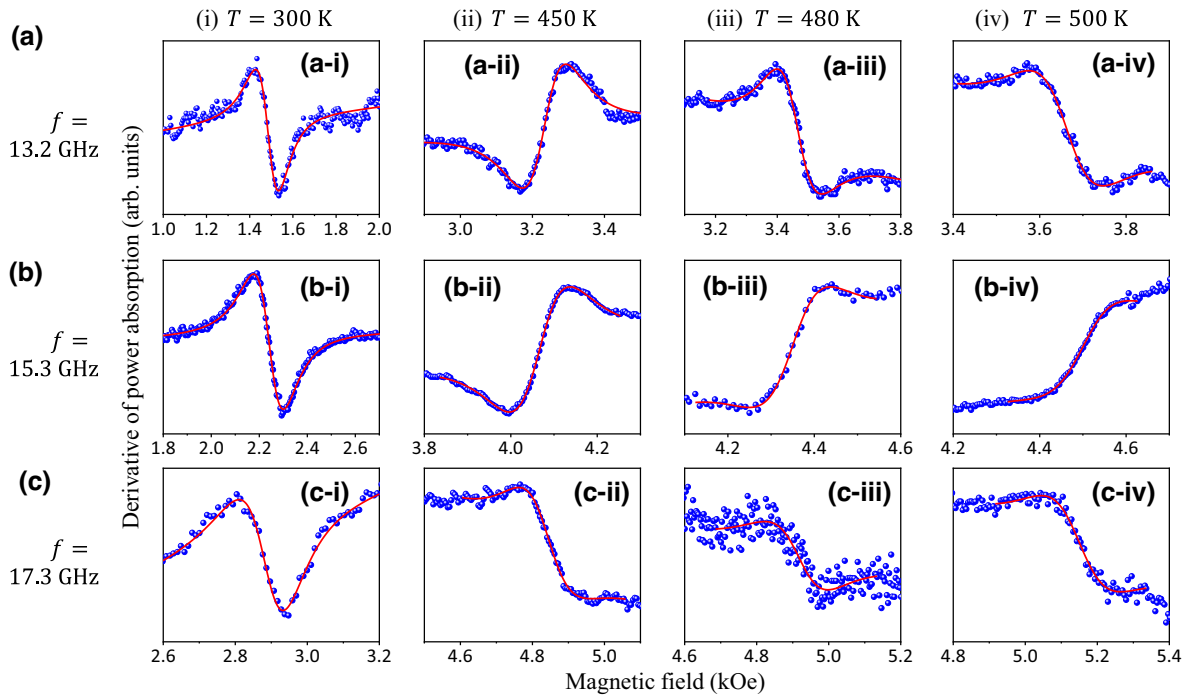 (i) T = 300 K (ii) T = 450 K (iii) T = 480 K (iv) T = 500 K
(a)
f =
13.2 GHz
(a-i) (a-ii) (a-iii) (a-iv)
1.0 1.2 1.4 1.6 1.8 2.0 3.0 3.2 3.4 3.2 3.4 3.6 3.8 3.4 3.6 3.8
(b)
f =
15.3 GHz
(b-i) (b-ii) (b-iii) (b-iv)
1.8 2.0 2.2 2.4 2.6 3.8 4.0 4.2 4.2 4.4 4.6 4.2 4.4 4.6
(c)
f =
17.3 GHz
(c-i) (c-ii) (c-iii) (c-iv)
2.6 2.8 3.0 3.2 4.6 4.8 5.0 4.6 4.8 5.0 5.2 4.8 5.0 5.2 5.4
Derivative of power absorption (arb. units)
Magnetic field (kOe)